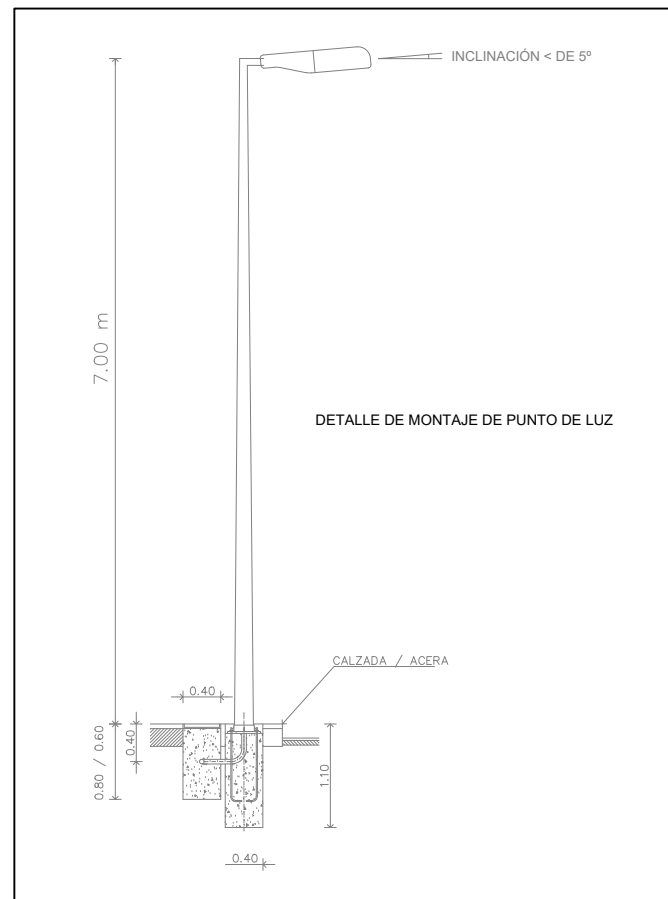 INCLINACIÓN < DE 5º
7.00 m
DETALLE DE MONTAJE DE PUNTO DE LUZ
CALZADA / ACERA
0.40
0.80 / 0.60
0.40
1.10
0.40